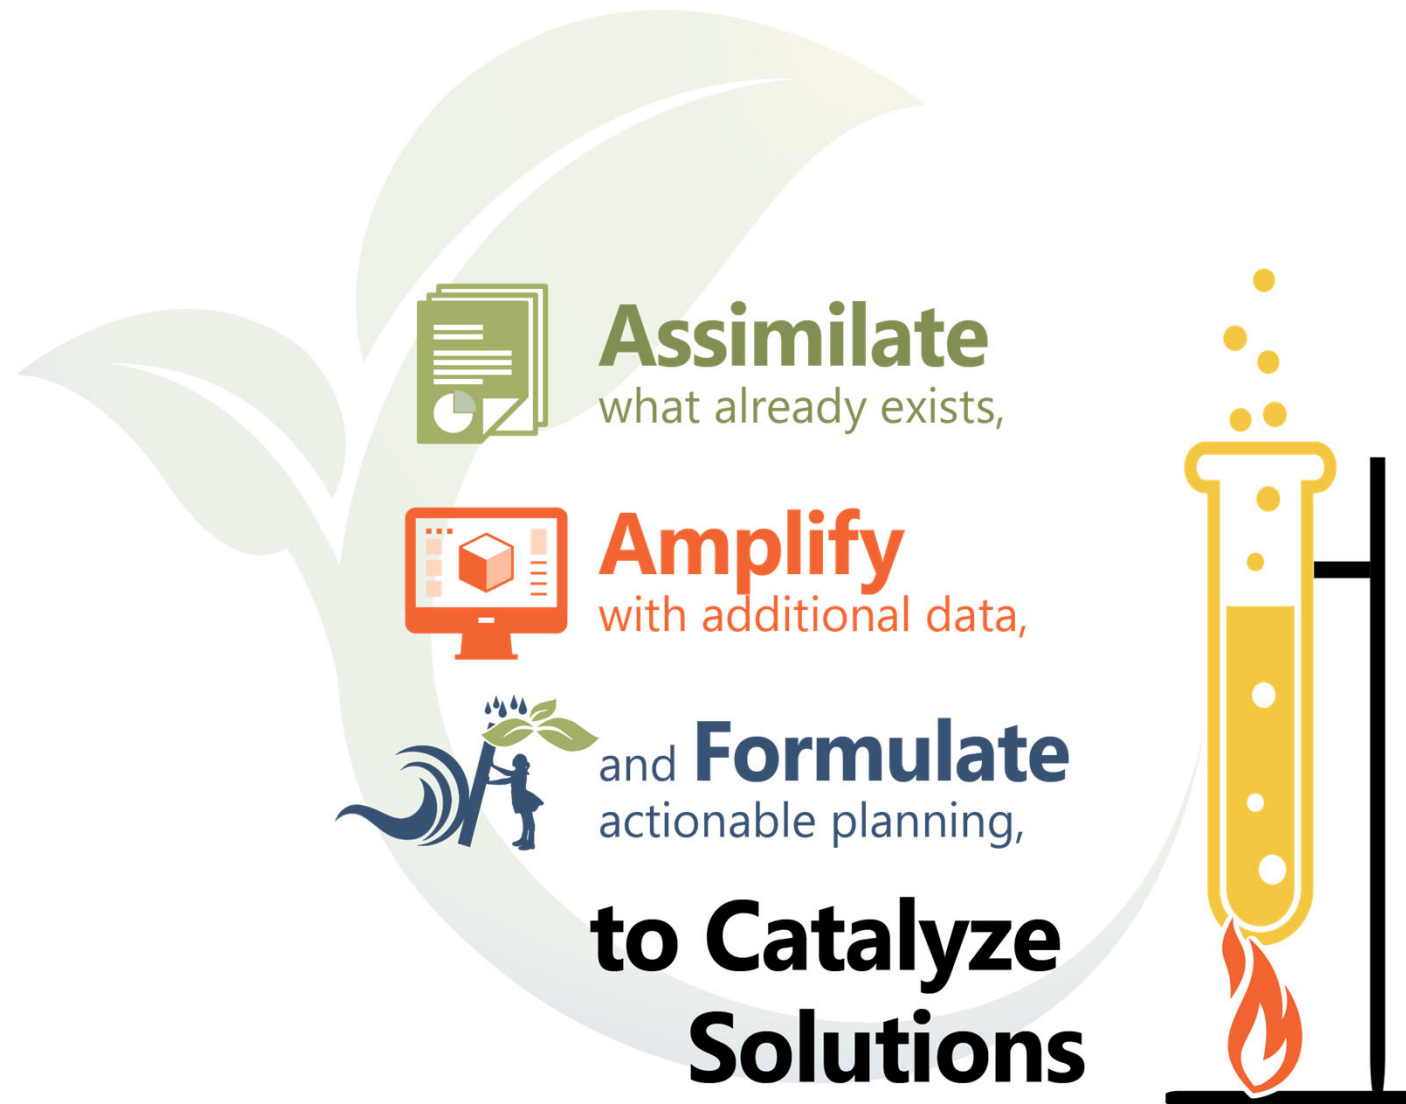 Assimilate
what already exists,
Amplify
with additional data,
and Formulate
actionable planning,
to Catalyze
Solutions